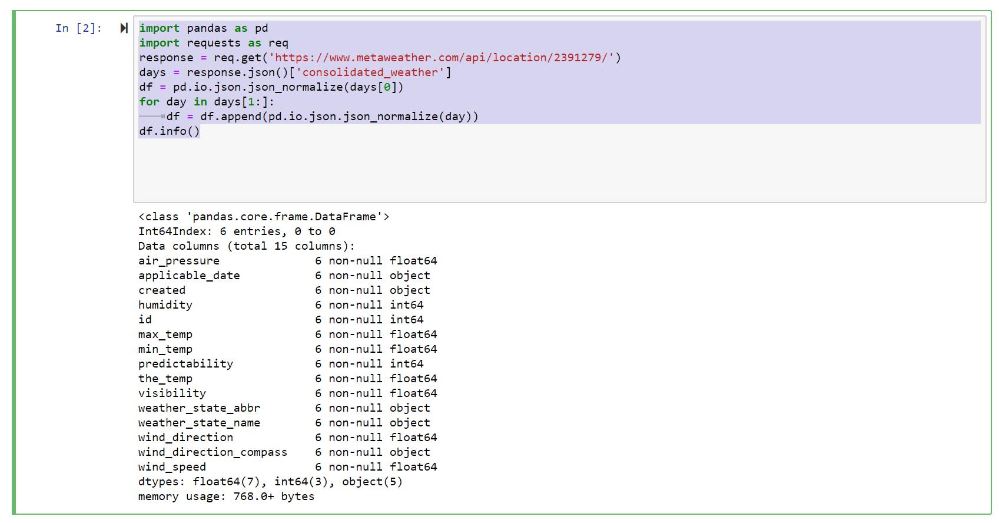 In [2]:
import pandas as pd
import requests as req
response = req.get('https://www.metaweather.com/api/location/2391279/')
days = response.json()['consolidated_weather']
df = pd.io.json.json_normalize(days[0])
for day in days[1:]:
df = df.append(pd.io.json.json_normalize(day))
df.info()
<class 'pandas.core.frame.DataFrame'>
Int64Index: 6 entries, 0 to 0
Data columns (total 15 columns):
air_pressure 6 non-null float64
applicable_date 6 non-null object
created 6 non-null object
humidity 6 non-null int64
id 6 non-null int64
max_temp 6 non-null float64
min_temp 6 non-null float64
predictability 6 non-null int64
the_temp 6 non-null float64
visibility 6 non-null float64
weather_state_abbr 6 non-null object
weather_state_name 6 non-null object
wind_direction 6 non-null float64
wind_direction_compass 6 non-null object
wind_speed 6 non-null float64
dtypes: float64(7), int64(3), object(5)
memory usage: 768.0+ bytes